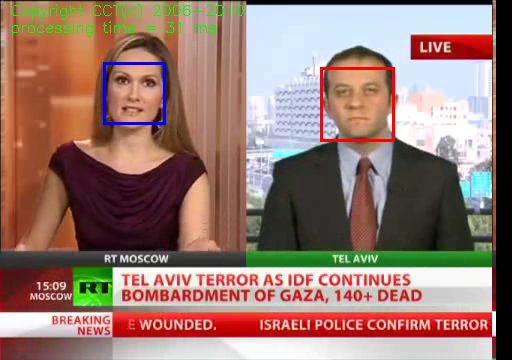 Copyright CCT(c) 2006-2010
processing time = 31 ms
LIVE
RT MOSCOW
TEL AVIV
15:09
MOSCOW
RT
TEL AVIV TERROR AS IDF CONTINUES
BOMBARDMENT OF GAZA, 140+ DEAD
BREAKING
NEWS
E WOUNDED.
ISRAELI POLICE CONFIRM TERROR